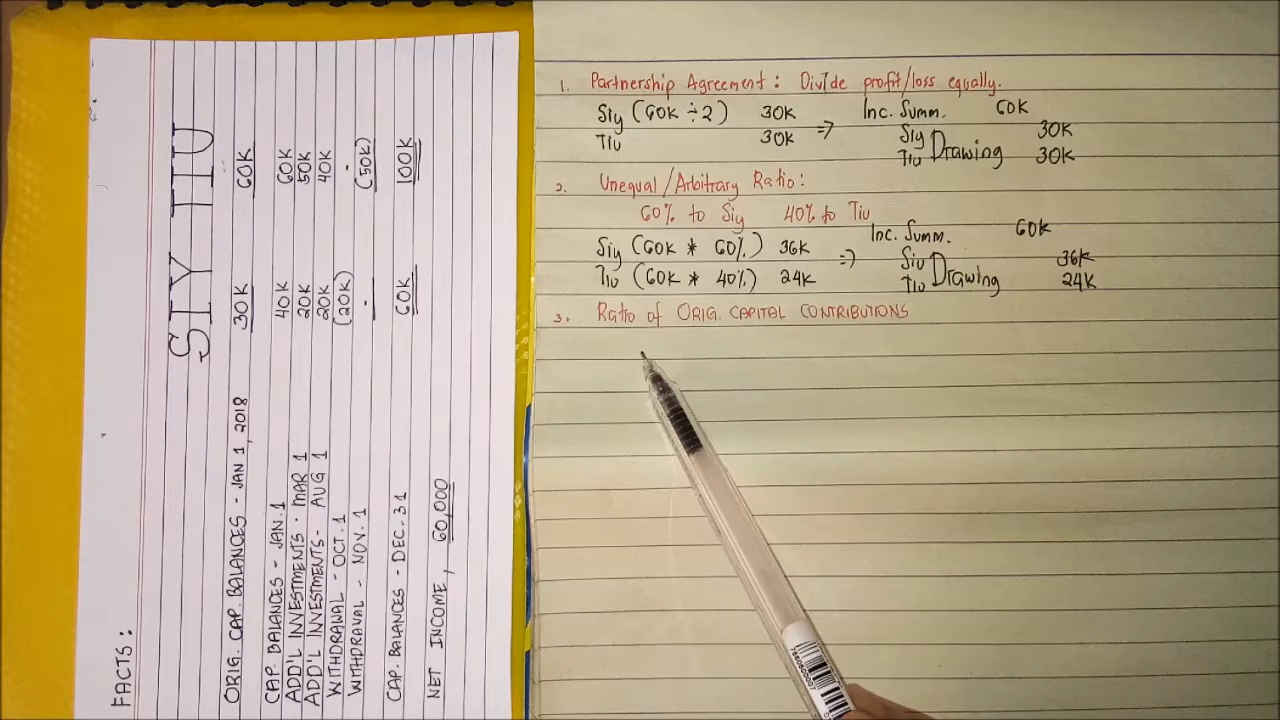 FACTS:
SIY TIU
ORIG. CAP. BALANCES - JAN 1, 2018 30K 60K
CAP. BALANCES - JAN. 1 40K 60K
ADD'L INVESTMENTS - MAR 1 20K 50K
ADD'L INVESTMENTS - AUG 1 20K 40K
WITHDRAWAL - OCT. 1 (20K) -
WITHDRAWAL - NOV. 1 - (50K)
CAP. BALANCES - DEC. 31 60K 100K
NET INCOME, 60,000
1. Partnership Agreement: Divide profit/loss equally.
Siy (60K ÷ 2) 30K => Inc. Summ. 60K
Tiu 30K
Siy Drawing 30K
Tiu 30K
2. Unequal/Arbitrary Ratio:
60% to Siy 40% to Tiu
Siy (60K * 60%) 36K => Inc. Summ. 60K
Tiu (60K * 40%) 24K
Siy Drawing 36K
Tiu 24K
3. Ratio of ORIG. CAPITAL CONTRIBUTIONS